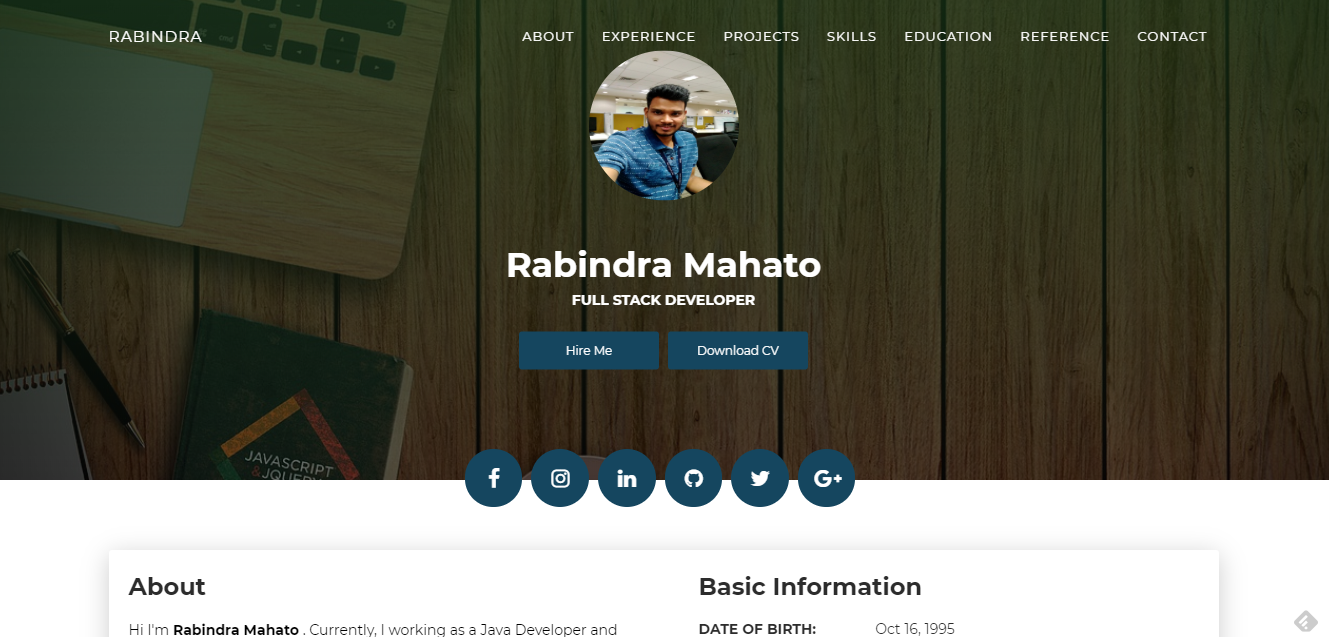 RABINDRA
ABOUT EXPERIENCE PROJECTS SKILLS EDUCATION REFERENCE CONTACT
Rabindra Mahato
FULL STACK DEVELOPER
Hire Me
Download CV
JAVASCRIPT
& JQUERY
About
Hi I'm Rabindra Mahato . Currently, I working as a Java Developer and
Basic Information
DATE OF BIRTH: Oct 16, 1995